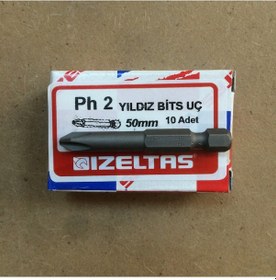 Ph 2 YILDIZ BİTS UÇ
50mm 10 Adet
İZELTAŞ